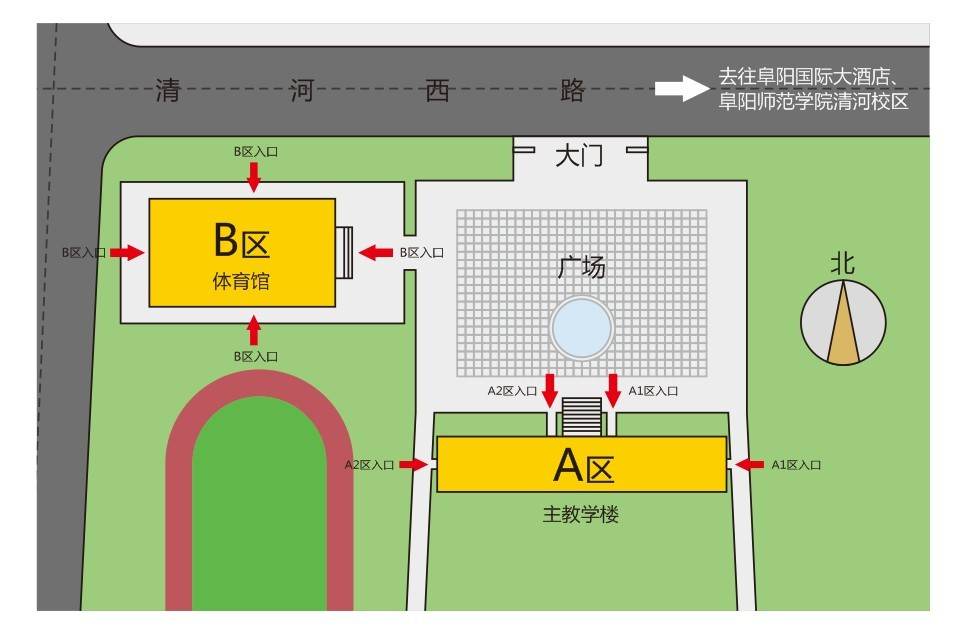 清河西路
去往阜阳国际大酒店、
阜阳师范学院清河校区
B区入口
大门
B区
体育馆
B区入口
B区入口
B区入口
广场
北
A2区入口
A1区入口
A2区入口
A区
A1区入口
主教学楼